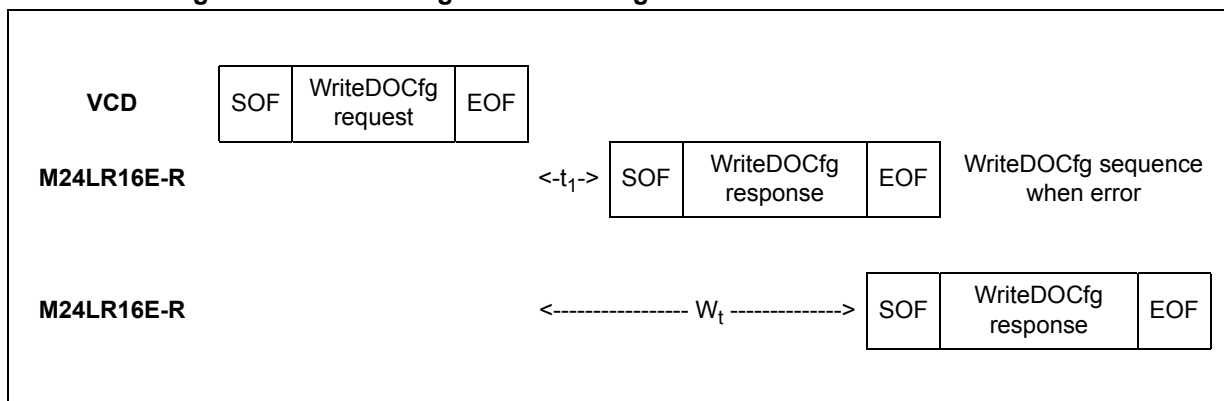 VCD SOF WriteDOCfg request EOF
M24LR16E-R <-t1-> SOF WriteDOCfg response EOF WriteDOCfg sequence when error
M24LR16E-R <----------------- Wt --------------> SOF WriteDOCfg response EOF